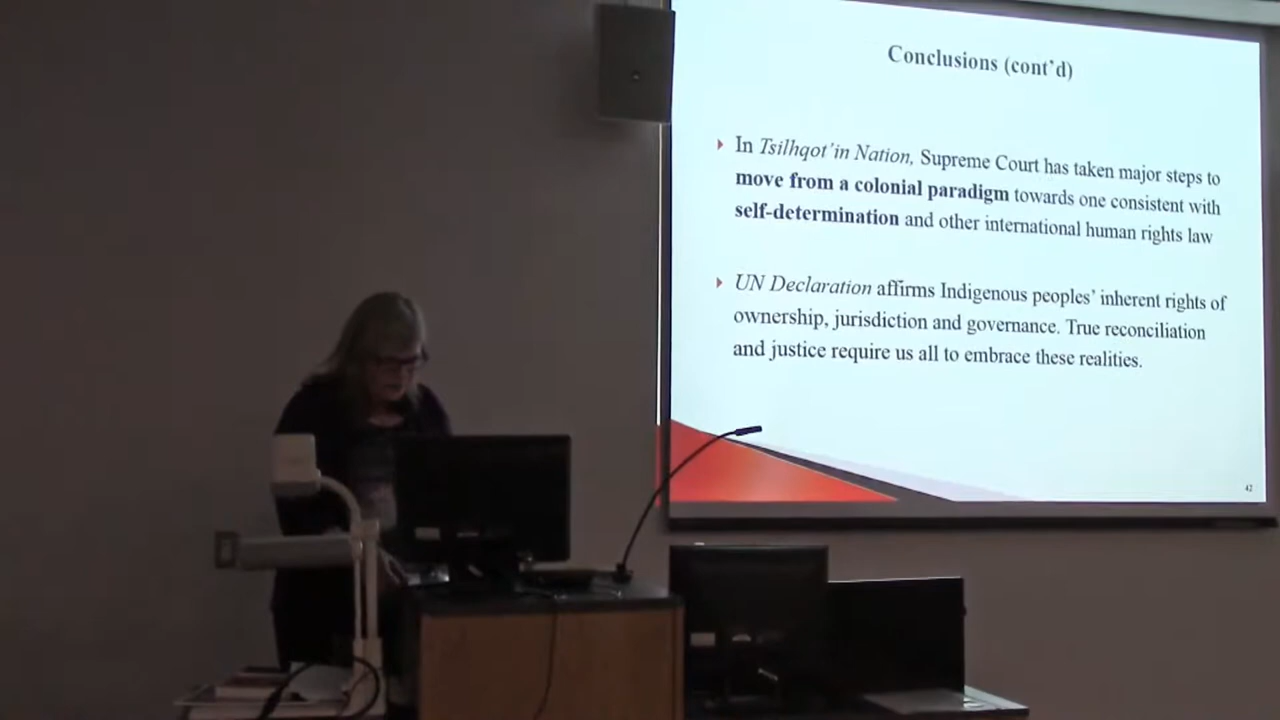 Conclusions (cont’d)
In Tsilhqot’in Nation, Supreme Court has taken major steps to
move from a colonial paradigm towards one consistent with
self-determination and other international human rights law
UN Declaration affirms Indigenous peoples’ inherent rights of
ownership, jurisdiction and governance. True reconciliation
and justice require us all to embrace these realities.
42